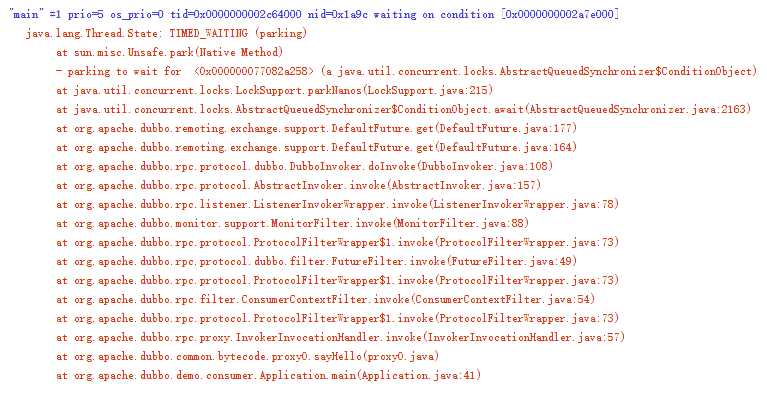 "main" #1 prio=5 os_prio=0 tid=0x0000000002c64000 nid=0x1a9c waiting on condition [0x0000000002a7e000]
java.lang.Thread.State: TIMED_WAITING (parking)
at sun.misc.Unsafe.park(Native Method)
- parking to wait for <0x000000077082a258> (a java.util.concurrent.locks.AbstractQueuedSynchronizer$ConditionObject)
at java.util.concurrent.locks.LockSupport.parkNanos(LockSupport.java:215)
at java.util.concurrent.locks.AbstractQueuedSynchronizer$ConditionObject.await(AbstractQueuedSynchronizer.java:2163)
at org.apache.dubbo.remoting.exchange.support.DefaultFuture.get(DefaultFuture.java:177)
at org.apache.dubbo.remoting.exchange.support.DefaultFuture.get(DefaultFuture.java:164)
at org.apache.dubbo.rpc.protocol.dubbo.DubboInvoker.doInvoke(DubboInvoker.java:108)
at org.apache.dubbo.rpc.protocol.AbstractInvoker.invoke(AbstractInvoker.java:157)
at org.apache.dubbo.rpc.listener.ListenerInvokerWrapper.invoke(ListenerInvokerWrapper.java:78)
at org.apache.dubbo.monitor.support.MonitorFilter.invoke(MonitorFilter.java:88)
at org.apache.dubbo.rpc.protocol.ProtocolFilterWrapper$1.invoke(ProtocolFilterWrapper.java:73)
at org.apache.dubbo.rpc.protocol.dubbo.filter.FutureFilter.invoke(FutureFilter.java:49)
at org.apache.dubbo.rpc.protocol.ProtocolFilterWrapper$1.invoke(ProtocolFilterWrapper.java:73)
at org.apache.dubbo.rpc.filter.ConsumerContextFilter.invoke(ConsumerContextFilter.java:54)
at org.apache.dubbo.rpc.protocol.ProtocolFilterWrapper$1.invoke(ProtocolFilterWrapper.java:73)
at org.apache.dubbo.rpc.proxy.InvokerInvocationHandler.invoke(InvokerInvocationHandler.java:57)
at org.apache.dubbo.common.bytecode.proxy0.sayHello(proxy0.java)
at org.apache.dubbo.demo.consumer.Application.main(Application.java:41)